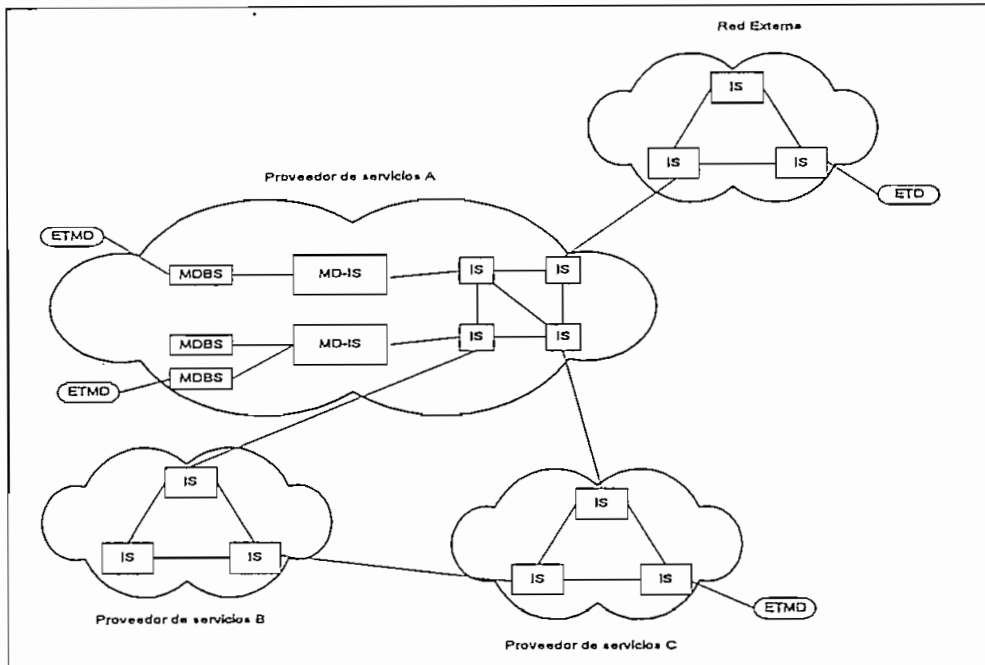 Red Externa
IS
IS
IS
ETD
Proveedor de servicios A
ETMD
MDBS
MD-IS
IS
IS
MDBS
MD-IS
IS
IS
MDBS
ETMD
IS
IS
IS
Proveedor de servicios B
IS
IS
IS
ETMD
Proveedor de servicios C